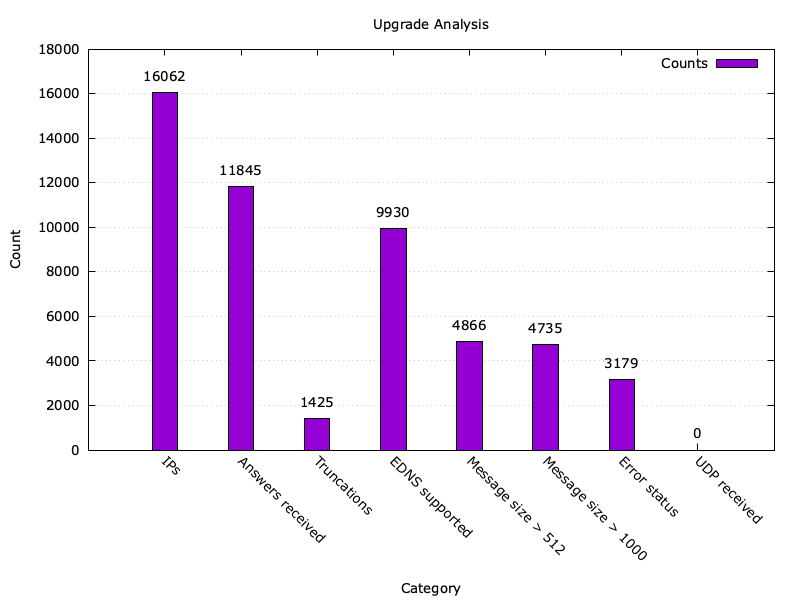 Upgrade Analysis
18000
16000
14000
12000
10000
8000
6000
4000
2000
0
Count
Counts
16062
11845
1425
9930
4866
4735
3179
0
IPs
Answers received
Truncations
EDNS supported
Message size > 512
Message size > 1000
Error status
UDP received
Category